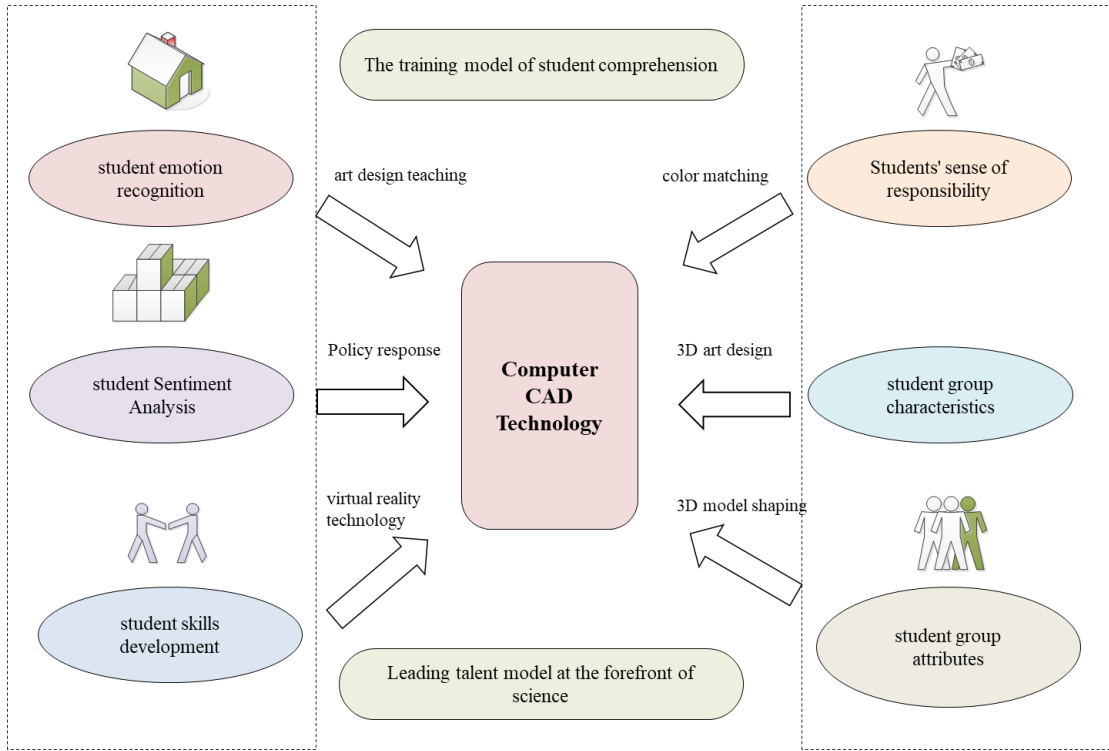 The training model of student comprehension
student emotion
recognition
art design teaching
color matching
Students' sense of
responsibility
student Sentiment
Analysis
Policy response
Computer
CAD
Technology
3D art design
student group
characteristics
virtual reality
technology
3D model shaping
student skills
development
student group
attributes
Leading talent model at the forefront of
science